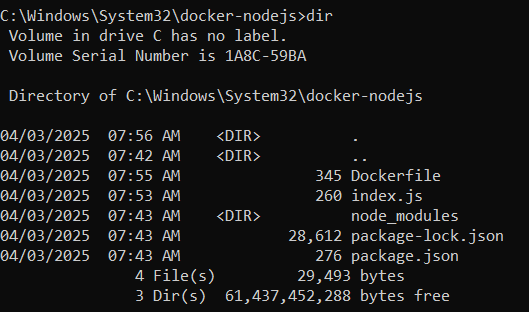 C:\Windows\System32\docker-nodejs>dir
 Volume in drive C has no label.
 Volume Serial Number is 1A8C-59BA

 Directory of C:\Windows\System32\docker-nodejs

04/03/2025  07:56 AM    <DIR>          .
04/03/2025  07:42 AM    <DIR>          ..
04/03/2025  07:55 AM               345 Dockerfile
04/03/2025  07:53 AM               260 index.js
04/03/2025  07:43 AM    <DIR>          node_modules
04/03/2025  07:43 AM            28,612 package-lock.json
04/03/2025  07:43 AM               276 package.json
               4 File(s)         29,493 bytes
               3 Dir(s)  61,437,452,288 bytes free